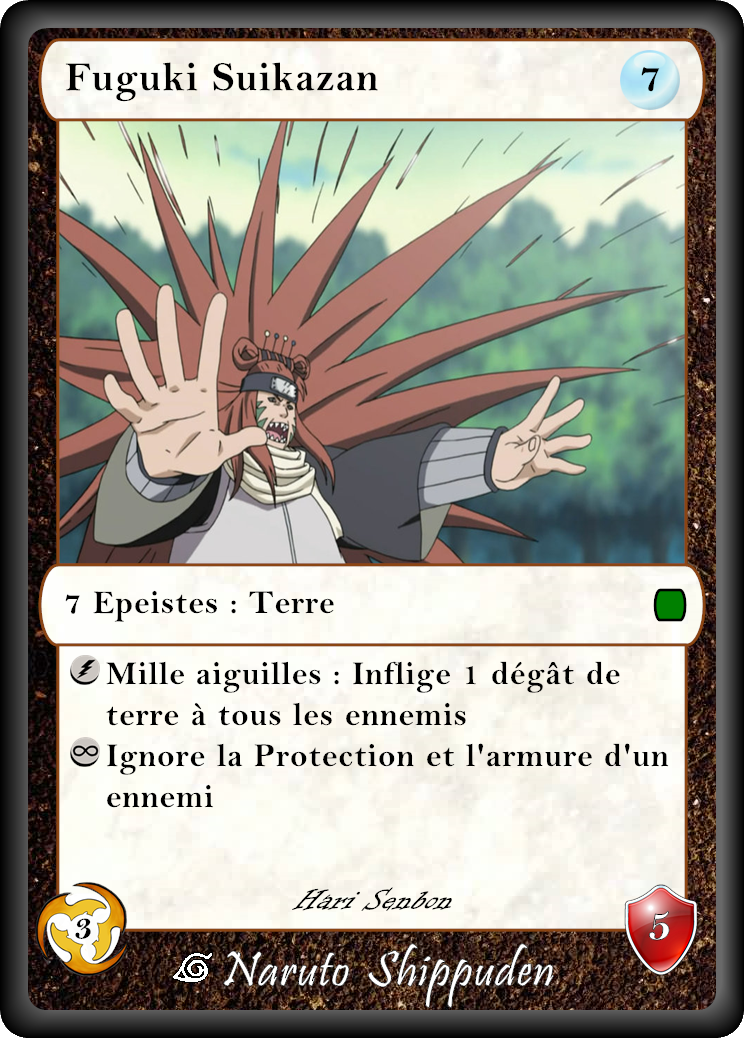 Fuguki Suikazan
7
7 Epeistes : Terre
Mille aiguilles : Inflige 1 dégât de
terre à tous les ennemis
Ignore la Protection et l'armure d'un
ennemi
Hari Senbon
3
5
Naruto Shippuden